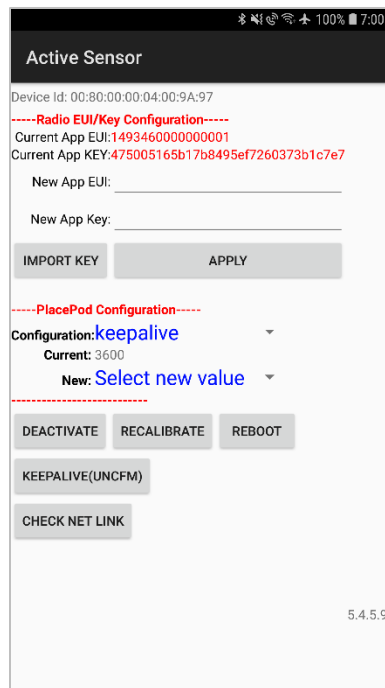 100% 7:00
Active Sensor
Device Id: 00:80:00:00:04:00:9A:97
-----Radio EUI/Key Configuration-----
Current App EUI:1493460000000001
Current App KEY:475005165b17b8495ef7260373b1c7e7
New App EUI:
New App Key:
IMPORT KEY APPLY
-----PlacePod Configuration-----
Configuration:keepalive
Current: 3600
New: Select new value
---------------------------
DEACTIVATE RECALIBRATE REBOOT
KEEPALIVE(UNCFM)
CHECK NET LINK
5.4.5.9